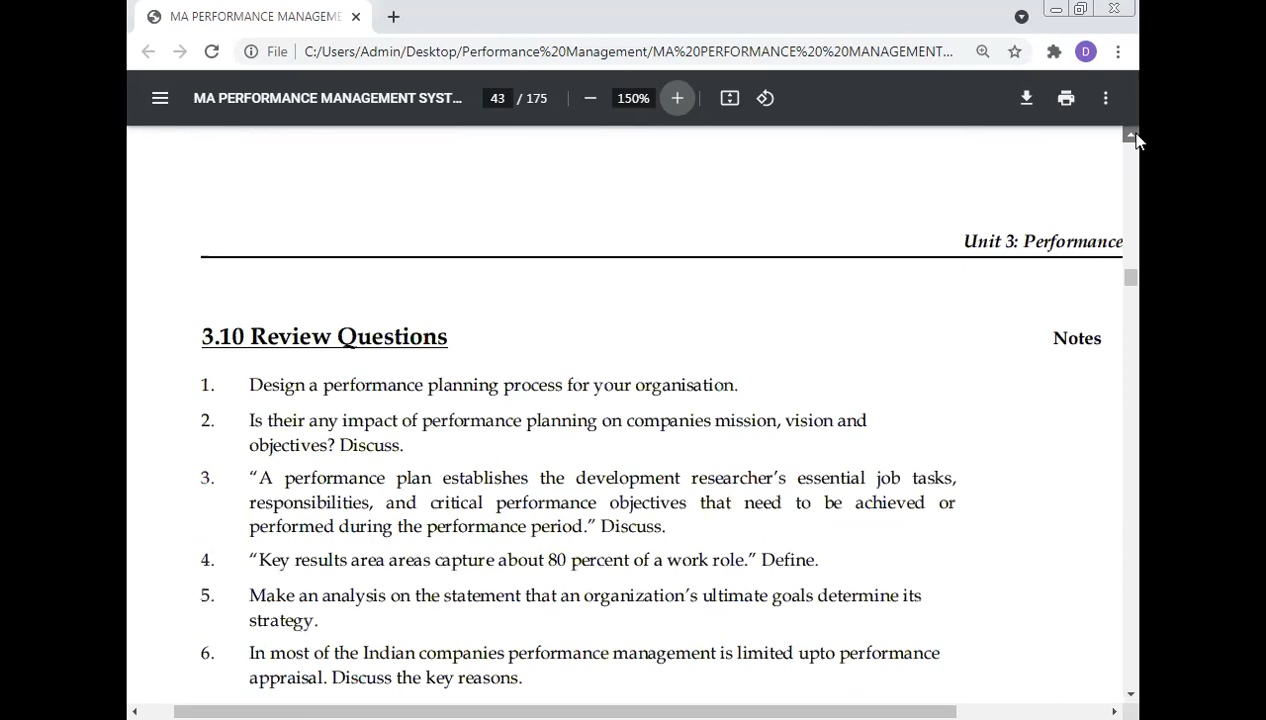 MA PERFORMANCE MANAGEME
File C:/Users/Admin/Desktop/Performance%20Management/MA%20PERFORMANCE%20%20MANAGEMENT... D
MA PERFORMANCE MANAGEMENT SYST... 43 / 175 150%
Unit 3: Performance
3.10 Review Questions
Notes
1. Design a performance planning process for your organisation.
2. Is their any impact of performance planning on companies mission, vision and
objectives? Discuss.
3. “A performance plan establishes the development researcher’s essential job tasks,
responsibilities, and critical performance objectives that need to be achieved or
performed during the performance period.” Discuss.
4. “Key results area areas capture about 80 percent of a work role.” Define.
5. Make an analysis on the statement that an organization’s ultimate goals determine its
strategy.
6. In most of the Indian companies performance management is limited upto performance
appraisal. Discuss the key reasons.